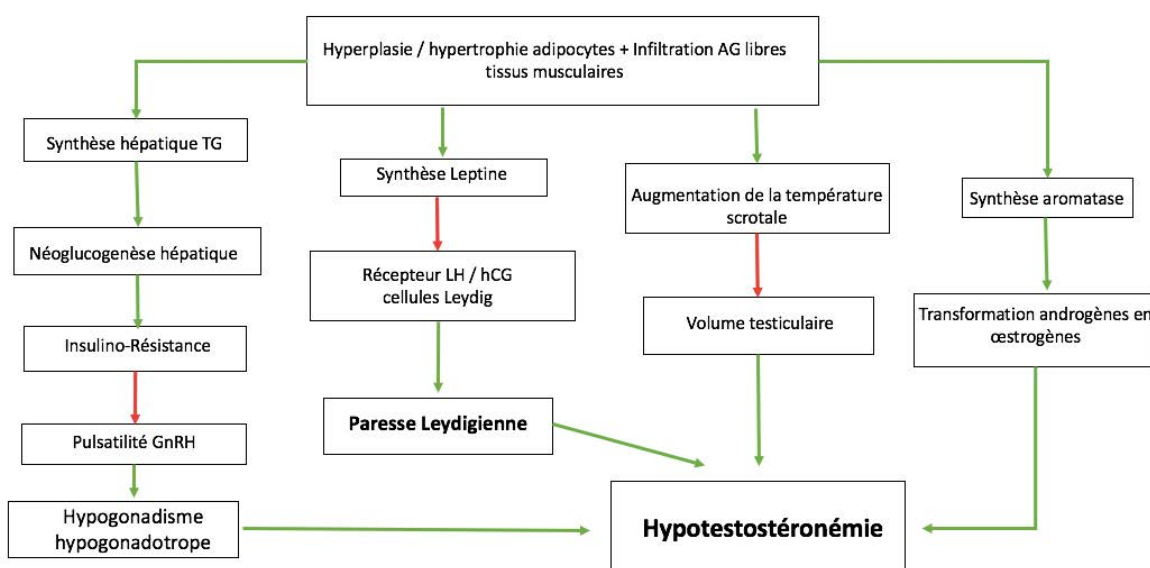 Hyperplasie / hypertrophie adipocytes + Infiltration AG libres
tissus musculaires
Synthèse hépatique TG
Néoglucogenèse hépatique
Insulino-Résistance
Pulsatilité GnRH
Hypogonadisme
hypogonadotrope
Synthèse Leptine
Récepteur LH / hCG
cellules Leydig
Paresse Leydigienne
Augmentation de la température
scrotale
Volume testiculaire
Synthèse aromatase
Transformation androgènes en
œstrogènes
Hypotestostéronémie